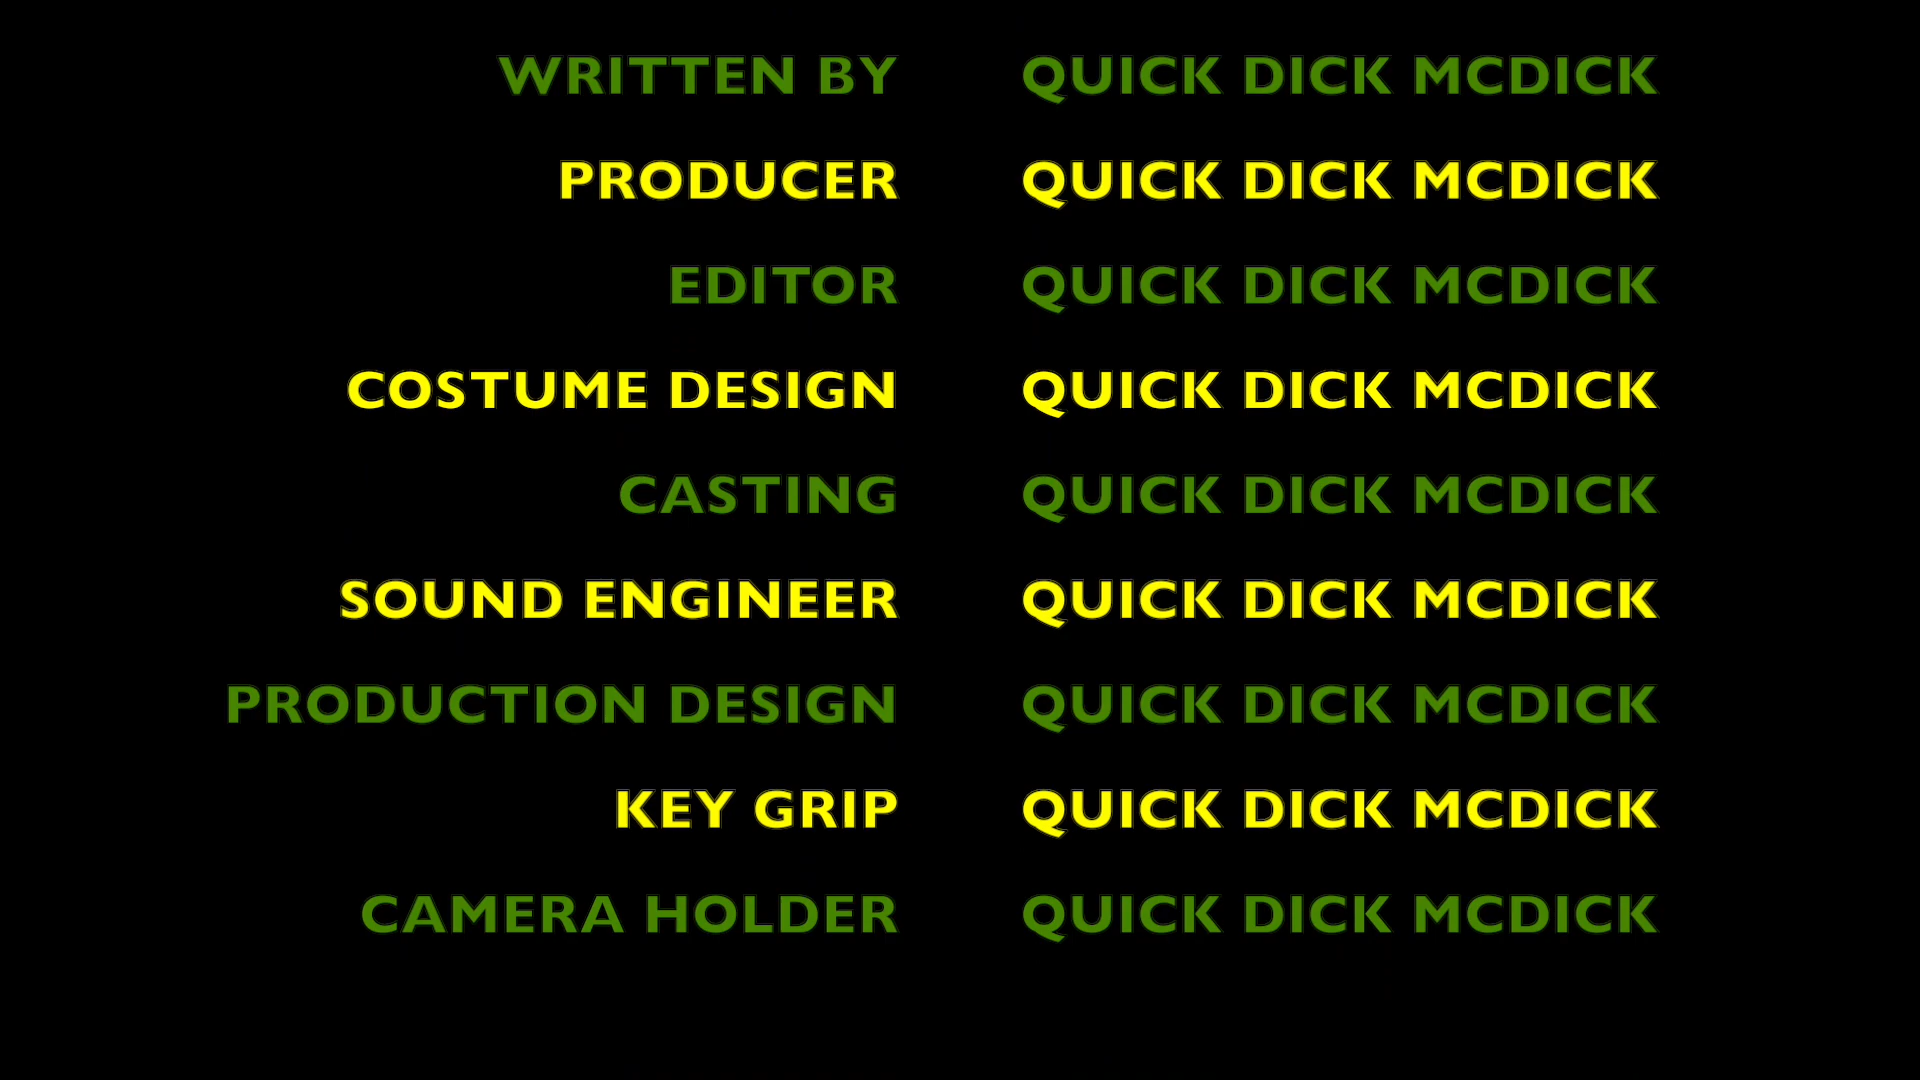 WRITTEN BY QUICK DICK MCDICK
PRODUCER QUICK DICK MCDICK
EDITOR QUICK DICK MCDICK
COSTUME DESIGN QUICK DICK MCDICK
CASTING QUICK DICK MCDICK
SOUND ENGINEER QUICK DICK MCDICK
PRODUCTION DESIGN QUICK DICK MCDICK
KEY GRIP QUICK DICK MCDICK
CAMERA HOLDER QUICK DICK MCDICK